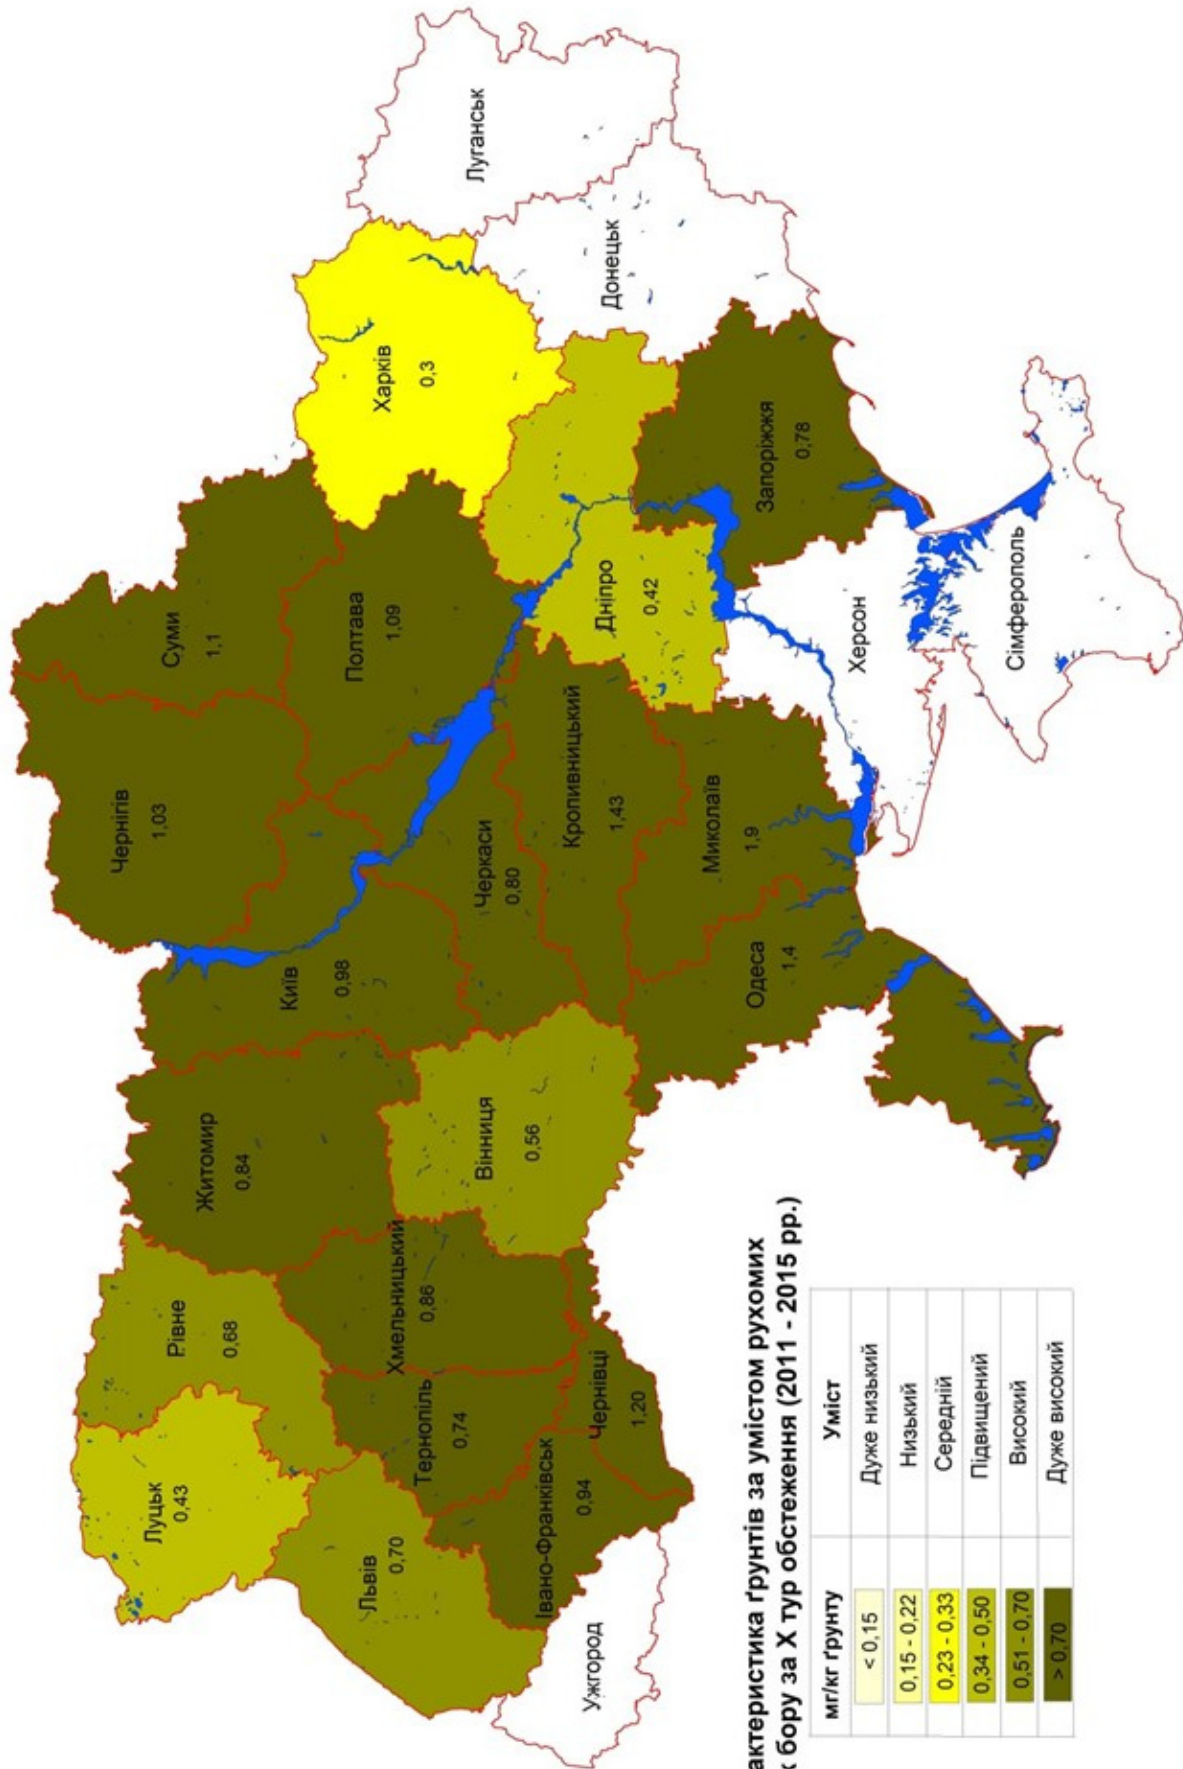 Чернігів
1,03
Луцьк
0,43
Суми
1,1
Рівне
0,68
Житомир
0,84
Київ
0,98
Полтава
1,09
Харків
0,3
Львів
0,70
Хмельницький
0,86
Тернопіль
0,74
Луганськ
Вінниця
0,56
Черкаси
0,80
Івано-Франківськ
0,94
Кропивницький
1,43
Ужгород
Чернівці
1,20
Дніпро
0,42
Донецьк
Миколаїв
1,9
Одеса
1,4
Запоріжжя
0,78
Херсон
Сімферополь
актеристика ґрунтів за умістом рухомих
к бору за X тур обстеження (2011 - 2015 рр.)
мг/кг ґрунту Уміст
< 0,15 Дуже низький
0,15 - 0,22 Низький
0,23 - 0,33 Середній
0,34 - 0,50 Підвищений
0,51 - 0,70 Високий
> 0,70 Дуже високий